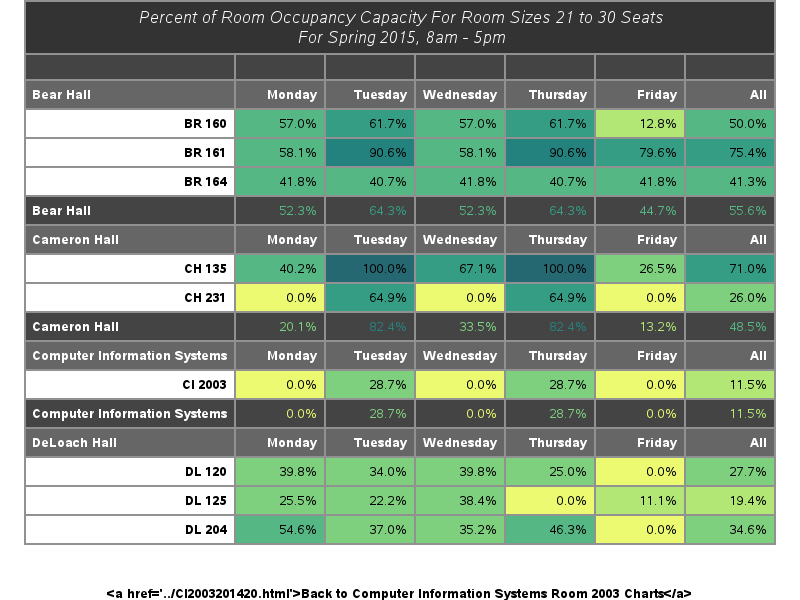 Percent of Room Occupancy Capacity For Room Sizes 21 to 30 Seats
For Spring 2015, 8am - 5pm
Bear Hall Monday Tuesday Wednesday Thursday Friday All
BR 160 57.0% 61.7% 57.0% 61.7% 12.8% 50.0%
BR 161 58.1% 90.6% 58.1% 90.6% 79.6% 75.4%
BR 164 41.8% 40.7% 41.8% 40.7% 41.8% 41.3%
Bear Hall 52.3% 64.3% 52.3% 64.3% 44.7% 55.6%
Cameron Hall Monday Tuesday Wednesday Thursday Friday All
CH 135 40.2% 100.0% 67.1% 100.0% 26.5% 71.0%
CH 231 0.0% 64.9% 0.0% 64.9% 0.0% 26.0%
Cameron Hall 20.1% 82.4% 33.5% 82.4% 13.2% 48.5%
Computer Information Systems Monday Tuesday Wednesday Thursday Friday All
CI 2003 0.0% 28.7% 0.0% 28.7% 0.0% 11.5%
Computer Information Systems 0.0% 28.7% 0.0% 28.7% 0.0% 11.5%
DeLoach Hall Monday Tuesday Wednesday Thursday Friday All
DL 120 39.8% 34.0% 39.8% 25.0% 0.0% 27.7%
DL 125 25.5% 22.2% 38.4% 0.0% 11.1% 19.4%
DL 204 54.6% 37.0% 35.2% 46.3% 0.0% 34.6%
<a href='../CI2003201420.html'>Back to Computer Information Systems Room 2003 Charts</a>